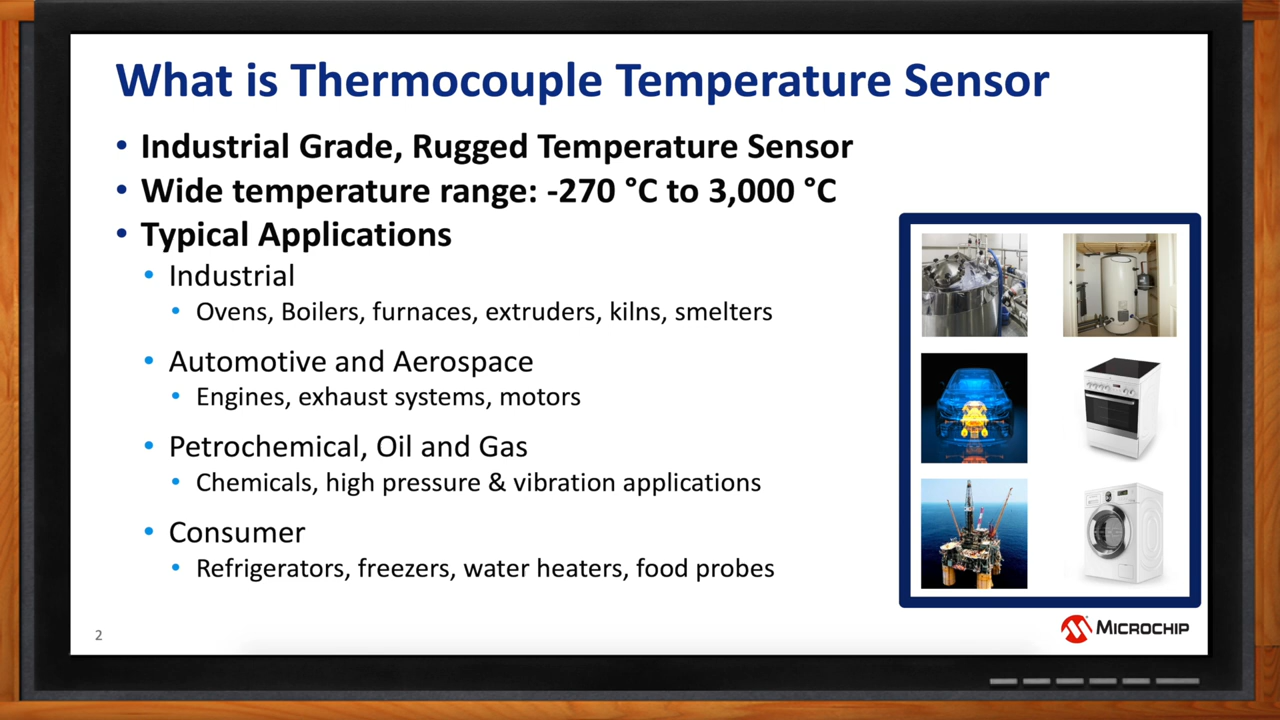 What is Thermocouple Temperature Sensor
• Industrial Grade, Rugged Temperature Sensor
• Wide temperature range: -270 °C to 3,000 °C
• Typical Applications
• Industrial
• Ovens, Boilers, furnaces, extruders, kilns, smelters
• Automotive and Aerospace
• Engines, exhaust systems, motors
• Petrochemical, Oil and Gas
• Chemicals, high pressure & vibration applications
• Consumer
• Refrigerators, freezers, water heaters, food probes
2
MICROCHIP